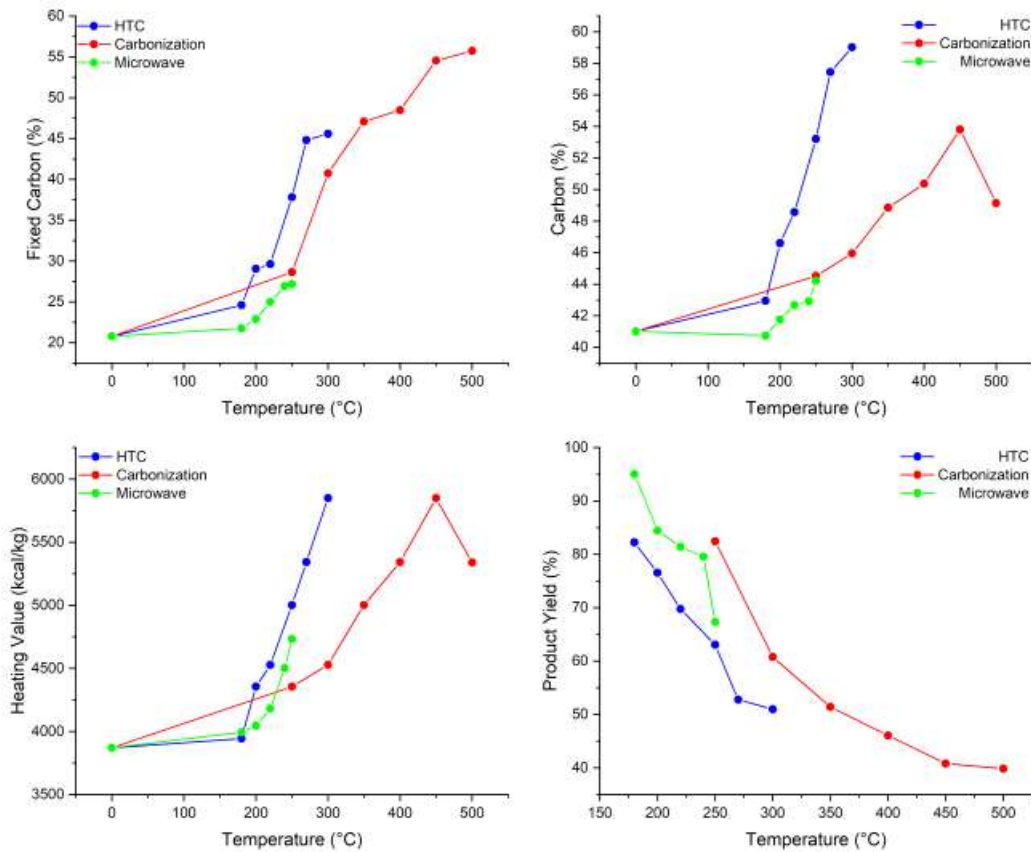 60
55
50
45
40
35
30
25
20
Fixed Carbon (%)
HTC
Carbonization
Microwave
0 100 200 300 400 500
Temperature (°C)
60
58
56
54
52
50
48
46
44
42
40
Carbon (%)
HTC
Carbonization
Microwave
0 100 200 300 400 500
Temperature (°C)
6000
5500
5000
4500
4000
3500
Heating Value (kcal/kg)
HTC
Carbonization
Microwave
0 100 200 300 400 500
Temperature (°C)
100
90
80
70
60
50
40
Product Yield (%)
HTC
Carbonization
Microwave
150 200 250 300 350 400 450 500
Temperature (°C)